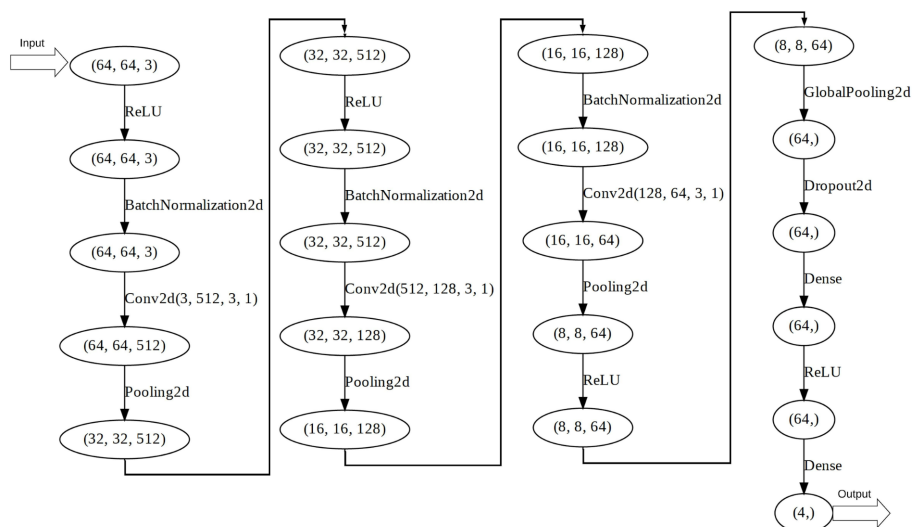 Input
(64, 64, 3)
ReLU
(64, 64, 3)
BatchNormalization2d
(64, 64, 3)
Conv2d(3, 512, 3, 1)
(64, 64, 512)
Pooling2d
(32, 32, 512)
(32, 32, 512)
ReLU
(32, 32, 512)
BatchNormalization2d
(32, 32, 512)
Conv2d(512, 128, 3, 1)
(32, 32, 128)
Pooling2d
(16, 16, 128)
(16, 16, 128)
BatchNormalization2d
(16, 16, 128)
Conv2d(128, 64, 3, 1)
(16, 16, 64)
Pooling2d
(8, 8, 64)
ReLU
(8, 8, 64)
(8, 8, 64)
GlobalPooling2d
(64,)
Dropout2d
(64,)
Dense
(64,)
ReLU
(64,)
Dense
(4,)
Output